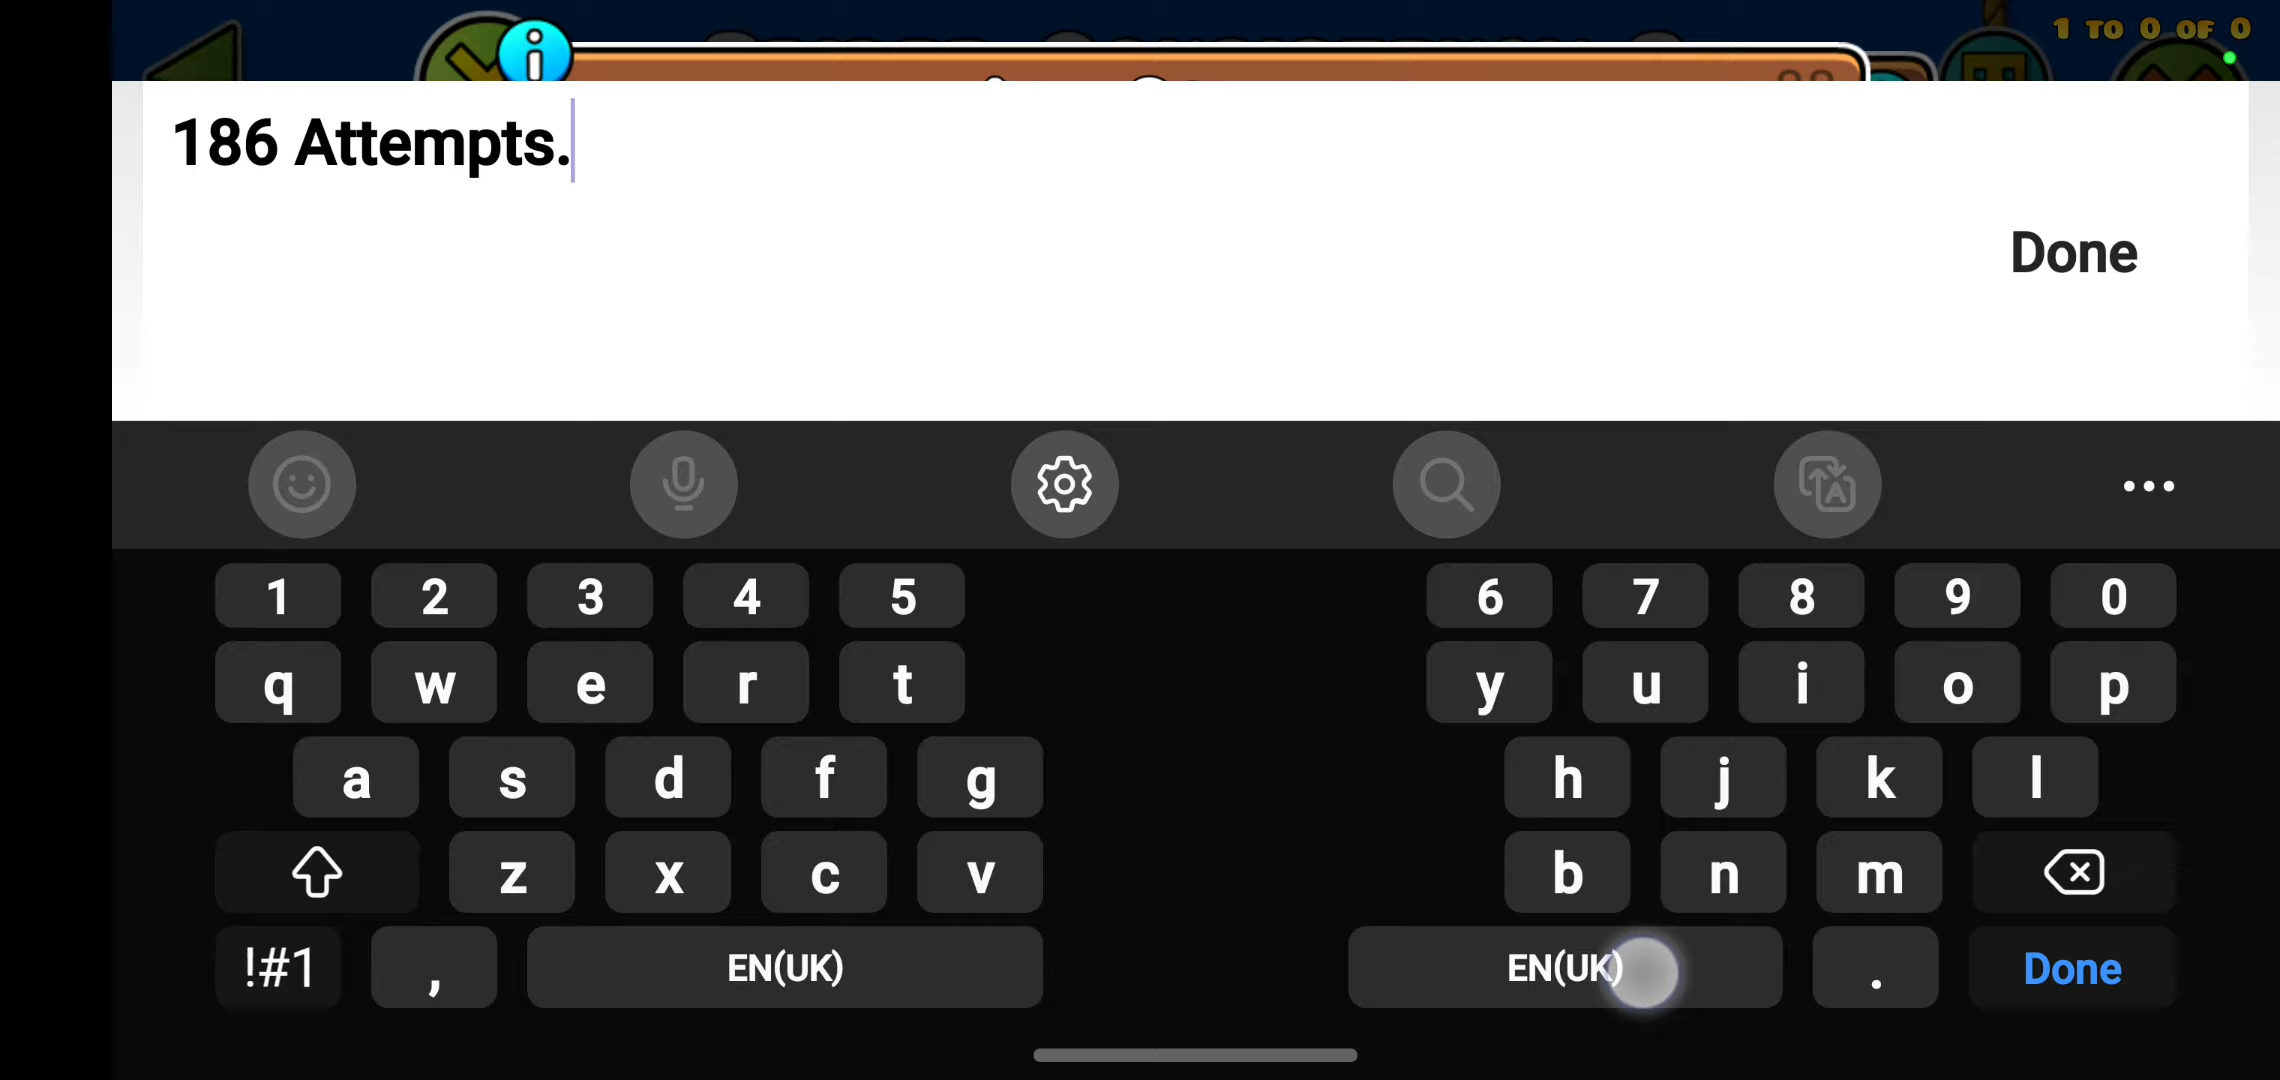 1 TO 0 OF 0
186 Attempts.
Done
1 2 3 4 5 6 7 8 9 0
q w e r t y u i o p
a s d f g h j k l
z x c v b n m
!#1 , EN(UK) EN(UK) . Done